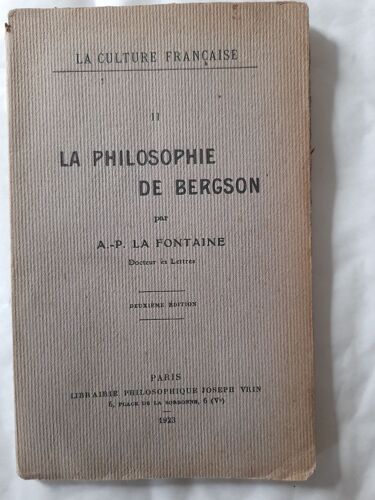 LA CULTURE FRANÇAISE
II
LA PHILOSOPHIE
DE BERGSON
par
A.-P. LA FONTAINE
Docteur ès Lettres
DEUXIÈME ÉDITION
PARIS
LIBRAIRIE PHILOSOPHIQUE JOSEPH VRIN
6, PLACE DE LA SORBONNE, 6 (Vᵉ)
1923